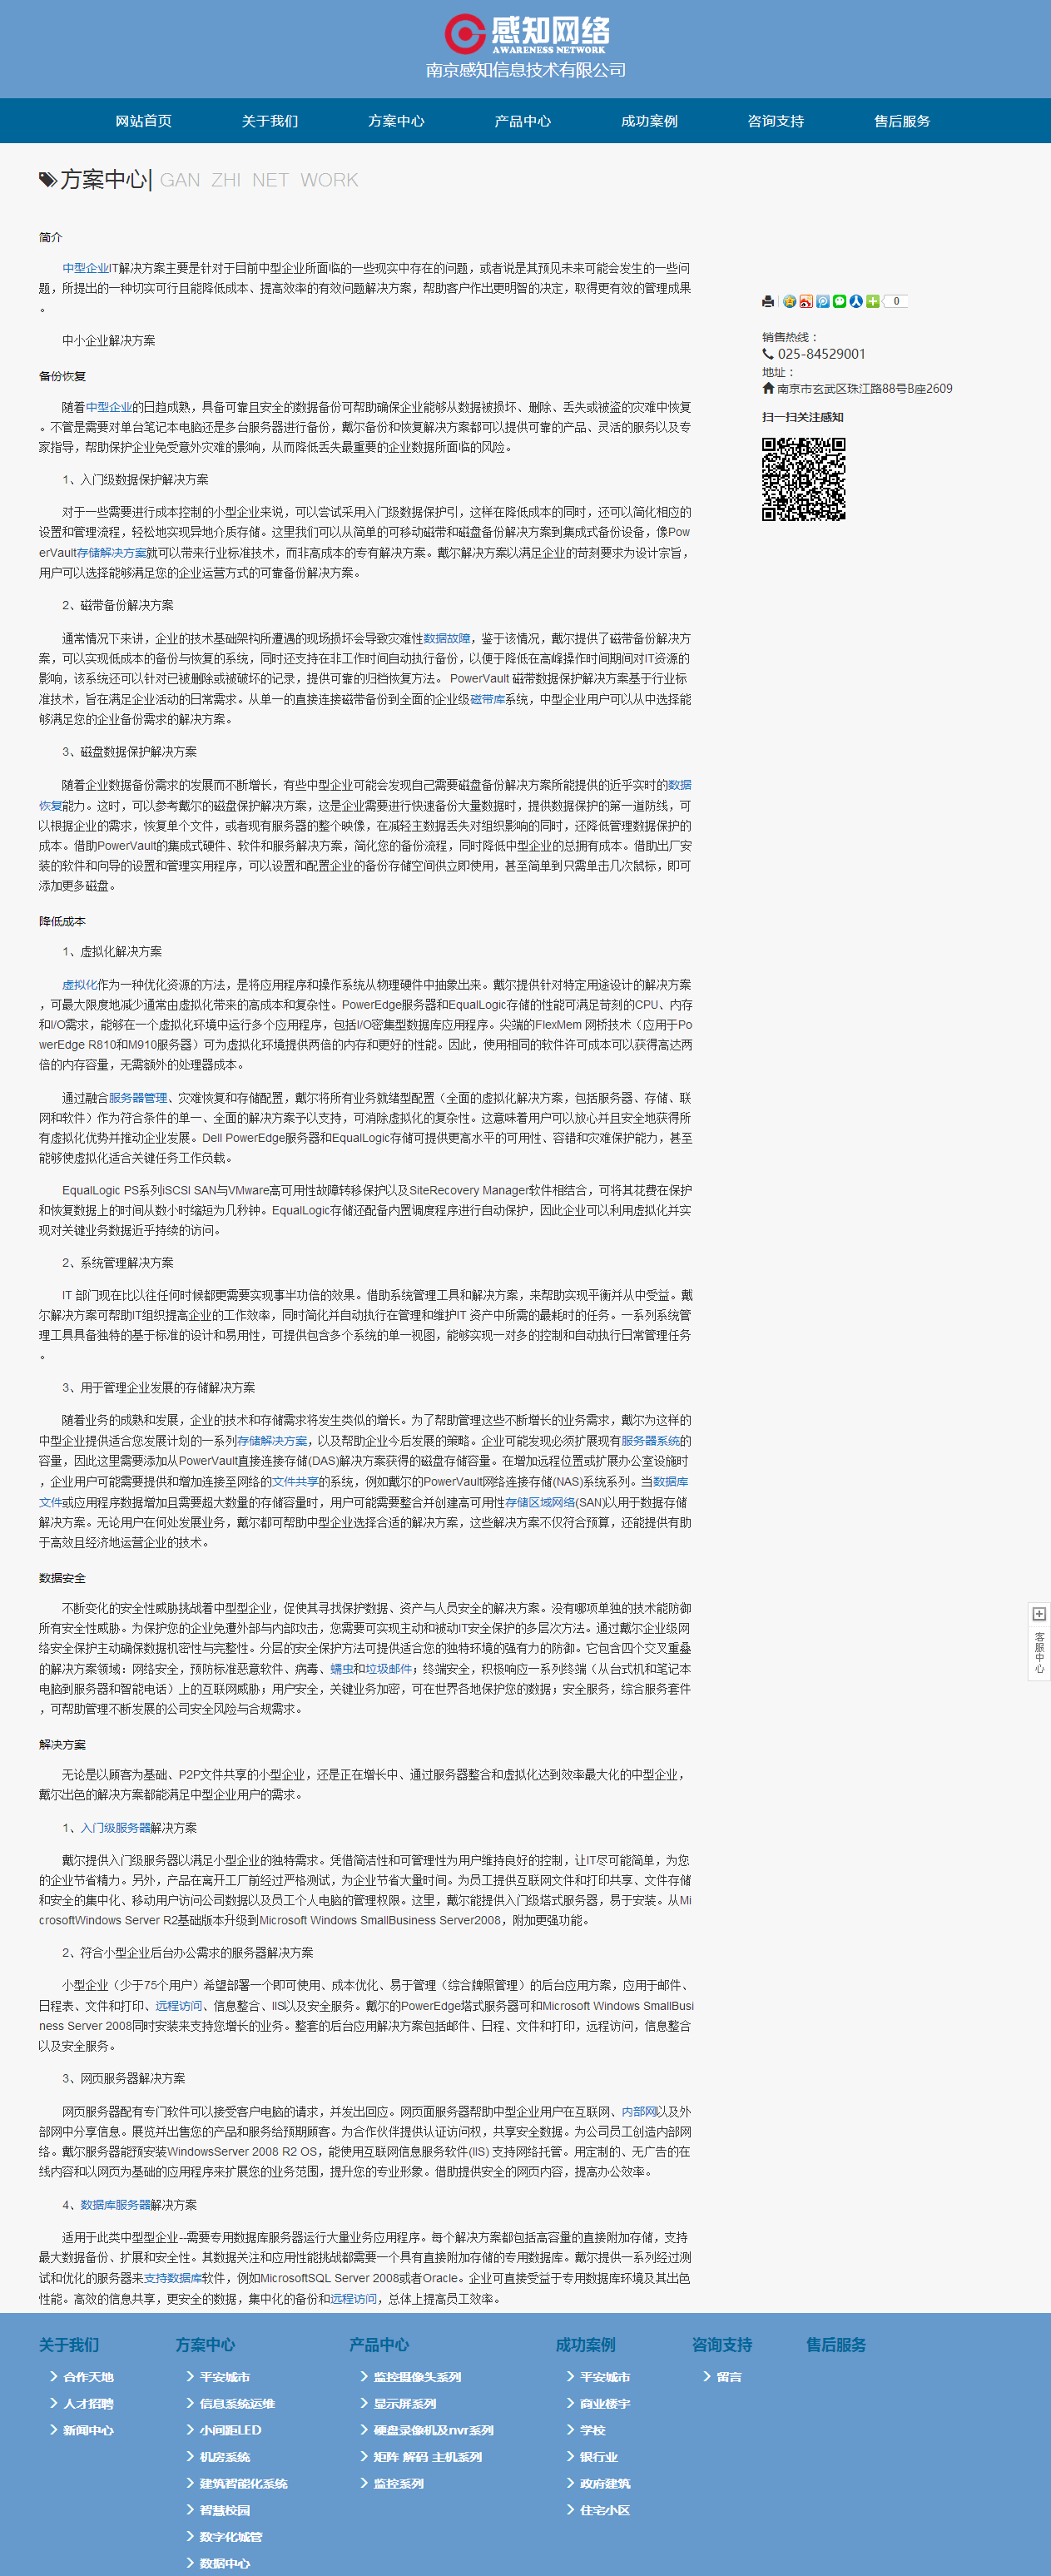 感知网络
AWARENESS NETWORK
南京感知信息技术有限公司
网站首页 关于我们 方案中心 产品中心 成功案例 咨询支持 售后服务
方案中心| GAN ZHI NET WORK
简介
中型企业IT解决方案主要是针对于目前中型企业所面临的一些现实中存在的问题，或者说是其预见未来可能会发生的一些问
题，所提出的一种切实可行且能降低成本、提高效率的有效问题解决方案，帮助客户作出更明智的决定，取得更有效的管理成果
。
中小企业解决方案
备份恢复
随着中型企业的日趋成熟，具备可靠且安全的数据备份可帮助确保企业能够从数据被损坏、删除、丢失或被盗的灾难中恢复
。不管是需要对单台笔记本电脑还是多台服务器进行备份，戴尔备份和恢复解决方案都可以提供可靠的产品、灵活的服务以及专
家指导，帮助保护企业免受意外灾难的影响，从而降低丢失最重要的企业数据所面临的风险。
1、入门级数据保护解决方案
对于一些需要进行成本控制的小型企业来说，可以尝试采用入门级数据保护引，这样在降低成本的同时，还可以简化相应的
设置和管理流程，轻松地实现异地介质存储。这里我们可以从简单的可移动磁带和磁盘备份解决方案到集成式备份设备，像Pow
erVault存储解决方案就可以带来行业标准技术，而非高成本的专有解决方案。戴尔解决方案以满足企业的苛刻要求为设计宗旨，
用户可以选择能够满足您的企业运营方式的可靠备份解决方案。
2、磁带备份解决方案
通常情况下来讲，企业的技术基础架构所遭遇的现场损坏会导致灾难性数据故障，鉴于该情况，戴尔提供了磁带备份解决方
案，可以实现低成本的备份与恢复的系统，同时还支持在非工作时间自动执行备份，以便于降低在高峰操作时间期间对IT资源的
影响，该系统还可以针对已被删除或被破坏的记录，提供可靠的归档恢复方法。 PowerVault 磁带数据保护解决方案基于行业标
准技术，旨在满足企业活动的日常需求。从单一的直接连接磁带备份到全面的企业级磁带库系统，中型企业用户可以从中选择能
够满足您的企业备份需求的解决方案。
3、磁盘数据保护解决方案
随着企业数据备份需求的发展而不断增长，有些中型企业可能会发现自己需要磁盘备份解决方案所能提供的近乎实时的数据
恢复能力。这时，可以参考戴尔的磁盘保护解决方案，这是企业需要进行快速备份大量数据时，提供数据保护的第一道防线，可
以根据企业的需求，恢复单个文件，或者现有服务器的整个映像，在减轻主数据丢失对组织影响的同时，还降低管理数据保护的
成本。借助PowerVault的集成式硬件、软件和服务解决方案，简化您的备份流程，同时降低中型企业的总拥有成本。借助出厂安
装的软件和向导的设置和管理实用程序，可以设置和配置企业的备份存储空间供立即使用，甚至简单到只需单击几次鼠标，即可
添加更多磁盘。
降低成本
1、虚拟化解决方案
虚拟化作为一种优化资源的方法，是将应用程序和操作系统从物理硬件中抽象出来。戴尔提供针对特定用途设计的解决方案
，可最大限度地减少通常由虚拟化带来的高成本和复杂性。PowerEdge服务器和EqualLogic存储的性能可满足苛刻的CPU、内存
和I/O需求，能够在一个虚拟化环境中运行多个应用程序，包括I/O密集型数据库应用程序。尖端的FlexMem 网桥技术（应用于Po
werEdge R810和M910服务器）可为虚拟化环境提供两倍的内存和更好的性能。因此，使用相同的软件许可成本可以获得高达两
倍的内存容量，无需额外的处理器成本。
通过融合服务器管理、灾难恢复和存储配置，戴尔将所有业务就绪型配置（全面的虚拟化解决方案，包括服务器、存储、联
网和软件）作为符合条件的单一、全面的解决方案予以支持，可消除虚拟化的复杂性。这意味着用户可以放心并且安全地获得所
有虚拟化优势并推动企业发展。Dell PowerEdge服务器和EqualLogic存储可提供更高水平的可用性、容错和灾难保护能力，甚至
能够使虚拟化适合关键任务工作负载。
EqualLogic PS系列iSCSI SAN与VMware高可用性故障转移保护以及SiteRecovery Manager软件相结合，可将其花费在保护
和恢复数据上的时间从数小时缩短为几秒钟。EqualLogic存储还配备内置调度程序进行自动保护，因此企业可以利用虚拟化并实
现对关键业务数据近乎持续的访问。
2、系统管理解决方案
IT 部门现在比以往任何时候都更需要实现事半功倍的效果。借助系统管理工具和解决方案，来帮助实现平衡并从中受益。戴
尔解决方案可帮助IT组织提高企业的工作效率，同时简化并自动执行在管理和维护IT 资产中所需的最耗时的任务。一系列系统管
理工具具备独特的基于标准的设计和易用性，可提供包含多个系统的单一视图，能够实现一对多的控制和自动执行日常管理任务
。
3、用于管理企业发展的存储解决方案
随着业务的成熟和发展，企业的技术和存储需求将发生类似的增长。为了帮助管理这些不断增长的业务需求，戴尔为这样的
中型企业提供适合您发展计划的一系列存储解决方案，以及帮助企业今后发展的策略。企业可能发现必须扩展现有服务器系统的
容量，因此这里需要添加从PowerVault直接连接存储(DAS)解决方案获得的磁盘存储容量。在增加远程位置或扩展办公室设施时
，企业用户可能需要提供和增加连接至网络的文件共享的系统，例如戴尔的PowerVault网络连接存储(NAS)系统系列。当数据库
文件或应用程序数据增加且需要超大数量的存储容量时，用户可能需要整合并创建高可用性存储区域网络(SAN)以用于数据存储
解决方案。无论用户在何处发展业务，戴尔都可帮助中型企业选择合适的解决方案，这些解决方案不仅符合预算，还能提供有助
于高效且经济地运营企业的技术。
数据安全
不断变化的安全性威胁挑战着中型型企业，促使其寻找保护数据、资产与人员安全的解决方案。没有哪项单独的技术能防御
所有安全性威胁。为保护您的企业免遭外部与内部攻击，您需要可实现主动和被动IT安全保护的多层次方法。通过戴尔企业级网
络安全保护主动确保数据机密性与完整性。分层的安全保护方法可提供适合您的独特环境的强有力的防御。它包含四个交叉重叠
的解决方案领域：网络安全，预防标准恶意软件、病毒、蠕虫和垃圾邮件；终端安全，积极响应一系列终端（从台式机和笔记本
电脑到服务器和智能电话）上的互联网威胁；用户安全，关键业务加密，可在世界各地保护您的数据；安全服务，综合服务套件
，可帮助管理不断发展的公司安全风险与合规需求。
解决方案
无论是以顾客为基础、P2P文件共享的小型企业，还是正在增长中、通过服务器整合和虚拟化达到效率最大化的中型企业，
戴尔出色的解决方案都能满足中型企业用户的需求。
1、入门级服务器解决方案
戴尔提供入门级服务器以满足小型企业的独特需求。凭借简洁性和可管理性为用户维持良好的控制，让IT尽可能简单，为您
的企业节省精力。另外，产品在离开工厂前经过严格测试，为企业节省大量时间。为员工提供互联网文件和打印共享、文件存储
和安全的集中化、移动用户访问公司数据以及员工个人电脑的管理权限。这里，戴尔能提供入门级塔式服务器，易于安装。从Mi
crosoftWindows Server R2基础版本升级到Microsoft Windows SmallBusiness Server2008，附加更强功能。
2、符合小型企业后台办公需求的服务器解决方案
小型企业（少于75个用户）希望部署一个即可使用、成本优化、易于管理（综合牌照管理）的后台应用方案，应用于邮件、
日程表、文件和打印、远程访问、信息整合、IIS以及安全服务。戴尔的PowerEdge塔式服务器可和Microsoft Windows SmallBusi
ness Server 2008同时安装来支持您增长的业务。整套的后台应用解决方案包括邮件、日程、文件和打印，远程访问，信息整合
以及安全服务。
3、网页服务器解决方案
网页服务器配有专门软件可以接受客户电脑的请求，并发出回应。网页面服务器帮助中型企业用户在互联网、内部网以及外
部网中分享信息。展览并出售您的产品和服务给预期顾客。为合作伙伴提供认证访问权，共享安全数据。为公司员工创造内部网
络。戴尔服务器能预安装WindowsServer 2008 R2 OS，能使用互联网信息服务软件(IIS) 支持网络托管。用定制的、无广告的在
线内容和以网页为基础的应用程序来扩展您的业务范围，提升您的专业形象。借助提供安全的网页内容，提高办公效率。
4、数据库服务器解决方案
适用于此类中型型企业--需要专用数据库服务器运行大量业务应用程序。每个解决方案都包括高容量的直接附加存储，支持
最大数据备份、扩展和安全性。其数据关注和应用性能挑战都需要一个具有直接附加存储的专用数据库。戴尔提供一系列经过测
试和优化的服务器来支持数据库软件，例如MicrosoftSQL Server 2008或者Oracle。企业可直接受益于专用数据库环境及其出色
性能。高效的信息共享，更安全的数据，集中化的备份和远程访问，总体上提高员工效率。
0
销售热线：
025-84529001
地址：
南京市玄武区珠江路88号B座2609
扫一扫关注感知
客服中心
关于我们 方案中心 产品中心 成功案例 咨询支持 售后服务
合作天地 平安城市 监控摄像头系列 平安城市 留言
人才招聘 信息系统运维 显示屏系列 商业楼宇
新闻中心 小间距LED 硬盘录像机及nvr系列 学校
机房系统 矩阵 解码 主机系列 银行业
建筑智能化系统 监控系列 政府建筑
智慧校园 住宅小区
数字化城管
数据中心